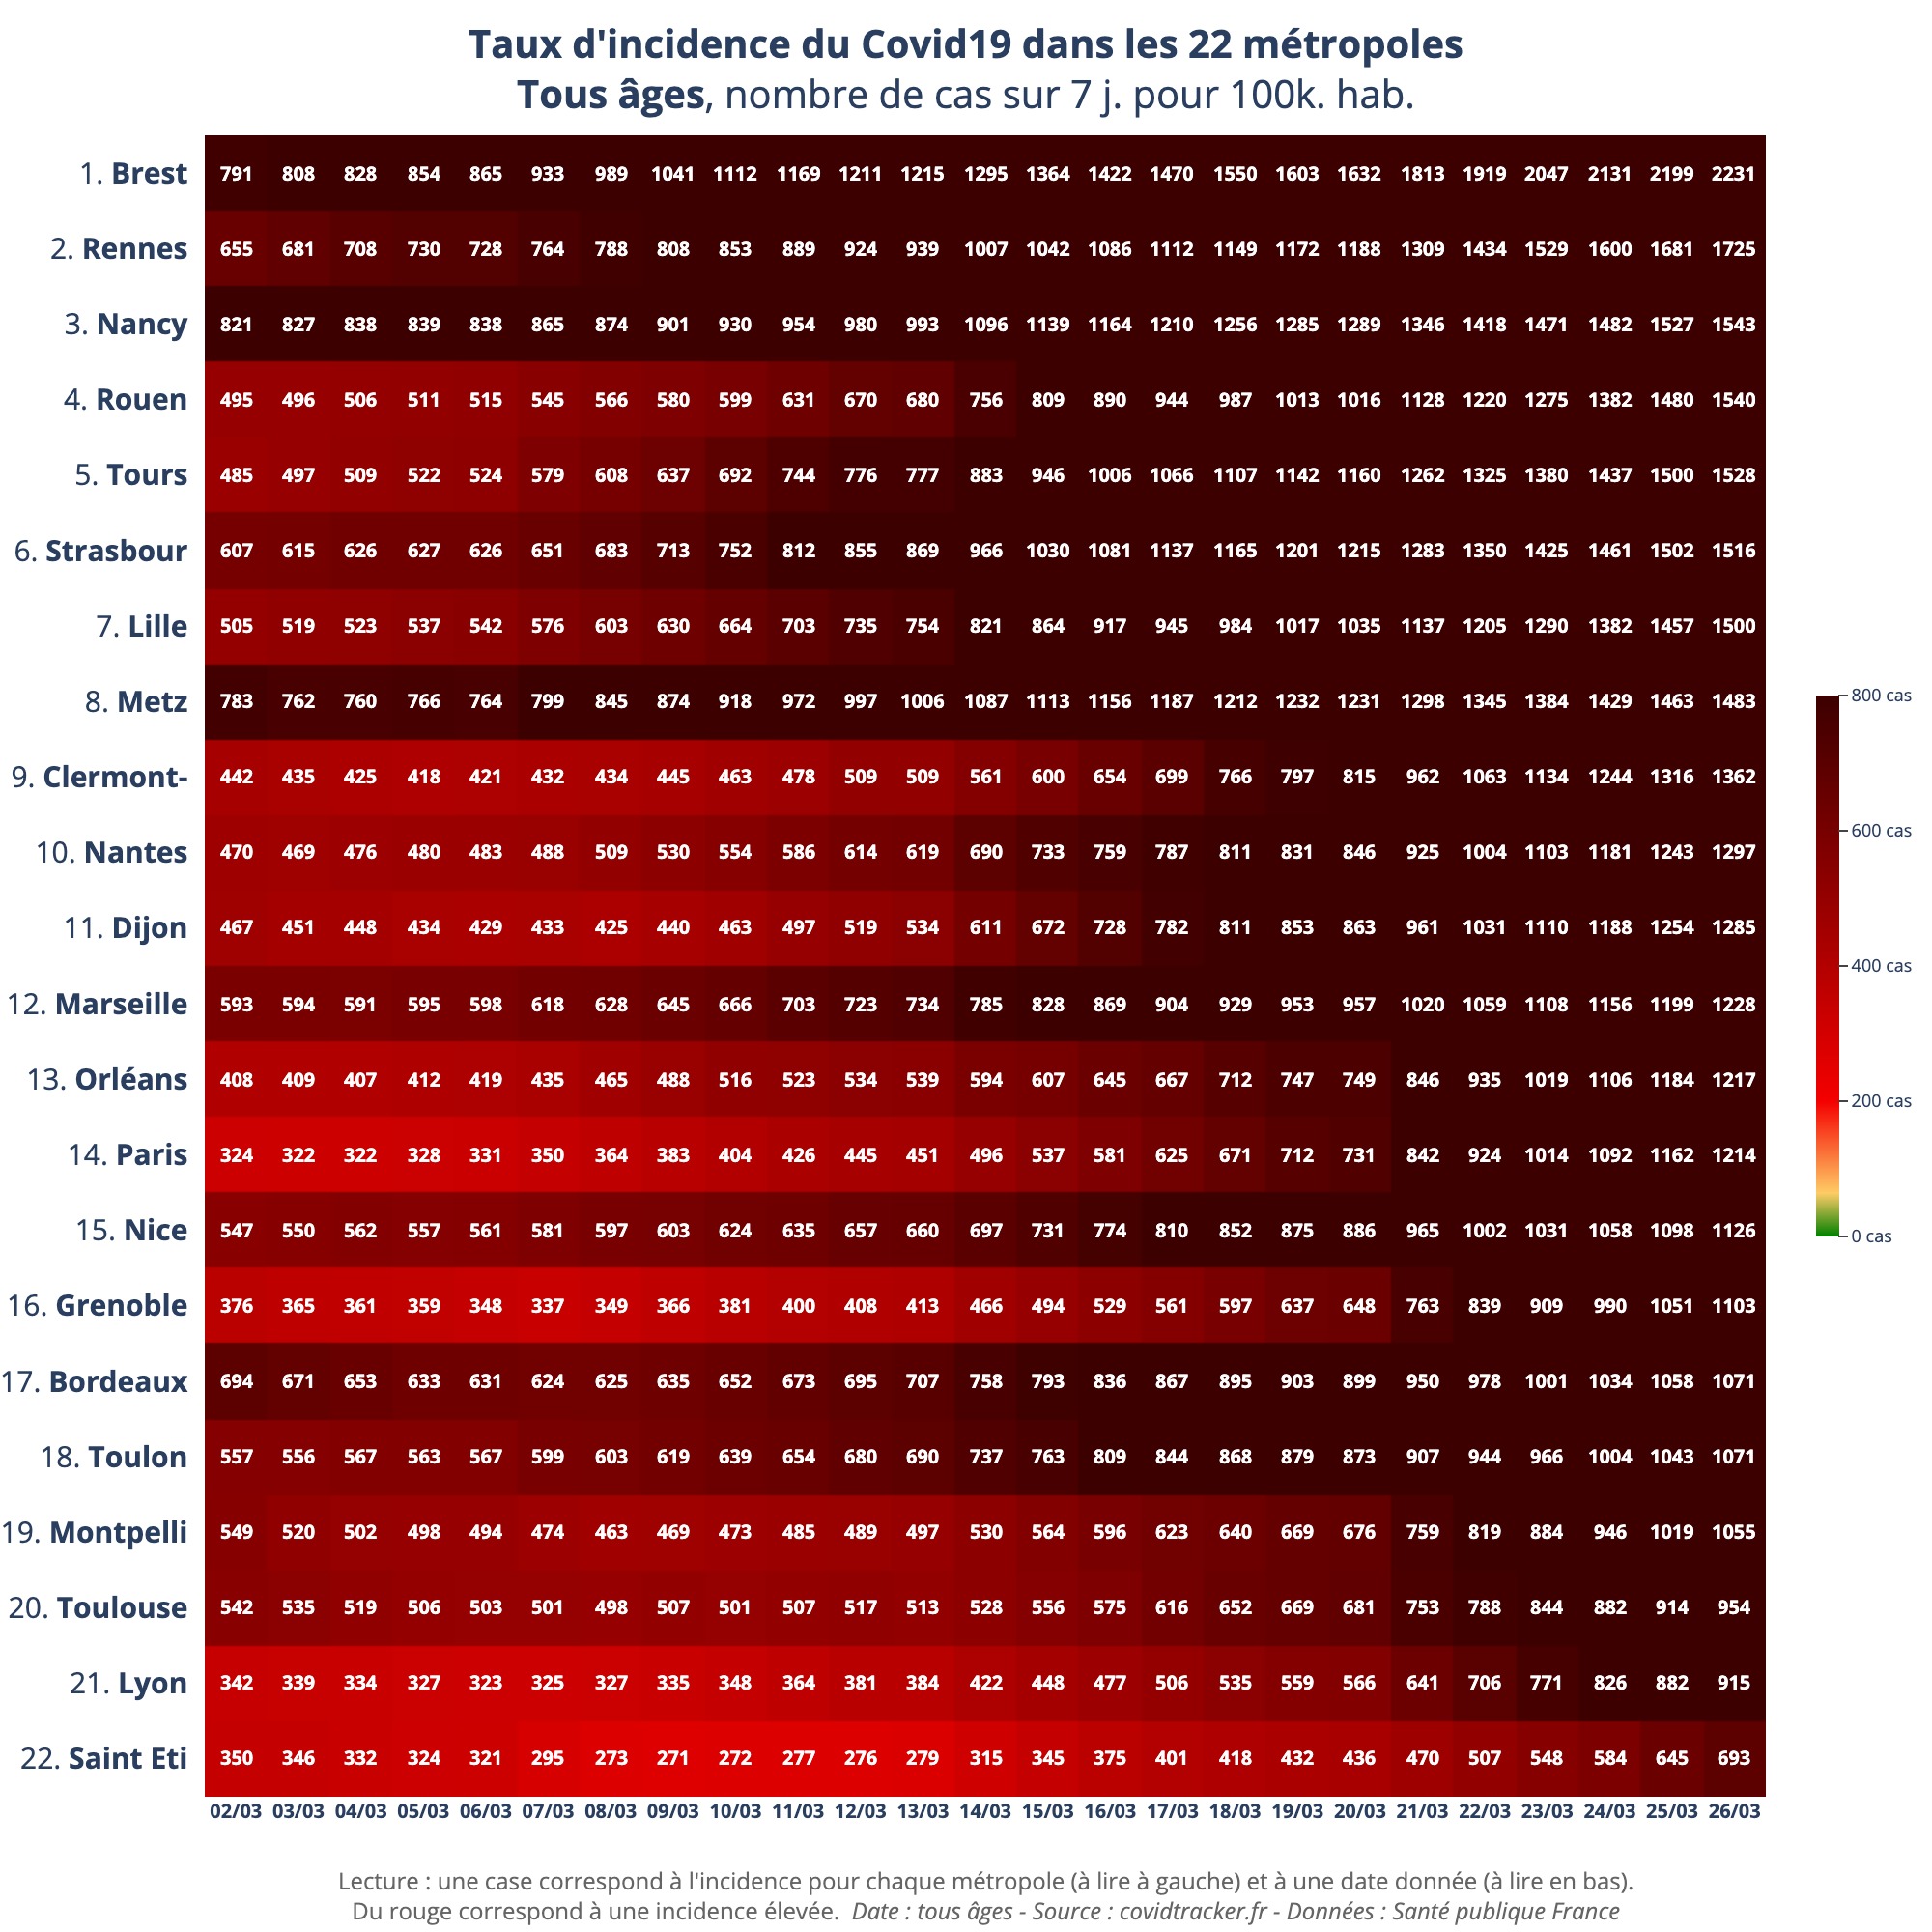 Taux d'incidence du Covid19 dans les 22 métropoles
Tous âges, nombre de cas sur 7 j. pour 100k. hab.
1. Brest 791 808 828 854 865 933 989 1041 1112 1169 1211 1215 1295 1364 1422 1470 1550 1603 1632 1813 1919 2047 2131 2199 2231
2. Rennes 655 681 708 730 728 764 788 808 853 889 924 939 1007 1042 1086 1112 1149 1172 1188 1309 1434 1529 1600 1681 1725
3. Nancy 821 827 838 839 838 865 874 901 930 954 980 993 1096 1139 1164 1210 1256 1285 1289 1346 1418 1471 1482 1527 1543
4. Rouen 495 496 506 511 515 545 566 580 599 631 670 680 756 809 890 944 987 1013 1016 1128 1220 1275 1382 1480 1540
5. Tours 485 497 509 522 524 579 608 637 692 744 776 777 883 946 1006 1066 1107 1142 1160 1262 1325 1380 1437 1500 1528
6. Strasbour 607 615 626 627 626 651 683 713 752 812 855 869 966 1030 1081 1137 1165 1201 1215 1283 1350 1425 1461 1502 1516
7. Lille 505 519 523 537 542 576 603 630 664 703 735 754 821 864 917 945 984 1017 1035 1137 1205 1290 1382 1457 1500
8. Metz 783 762 760 766 764 799 845 874 918 972 997 1006 1087 1113 1156 1187 1212 1232 1231 1298 1345 1384 1429 1463 1483
9. Clermont- 442 435 425 418 421 432 434 445 463 478 509 509 561 600 654 699 766 797 815 962 1063 1134 1244 1316 1362
10. Nantes 470 469 476 480 483 488 509 530 554 586 614 619 690 733 759 787 811 831 846 925 1004 1103 1181 1243 1297
11. Dijon 467 451 448 434 429 433 425 440 463 497 519 534 611 672 728 782 811 853 863 961 1031 1110 1188 1254 1285
12. Marseille 593 594 591 595 598 618 628 645 666 703 723 734 785 828 869 904 929 953 957 1020 1059 1108 1156 1199 1228
13. Orléans 408 409 407 412 419 435 465 488 516 523 534 539 594 607 645 667 712 747 749 846 935 1019 1106 1184 1217
14. Paris 324 322 322 328 331 350 364 383 404 426 445 451 496 537 581 625 671 712 731 842 924 1014 1092 1162 1214
15. Nice 547 550 562 557 561 581 597 603 624 635 657 660 697 731 774 810 852 875 886 965 1002 1031 1058 1098 1126
16. Grenoble 376 365 361 359 348 337 349 366 381 400 408 413 466 494 529 561 597 637 648 763 839 909 990 1051 1103
17. Bordeaux 694 671 653 633 631 624 625 635 652 673 695 707 758 793 836 867 895 903 899 950 978 1001 1034 1058 1071
18. Toulon 557 556 567 563 567 599 603 619 639 654 680 690 737 763 809 844 868 879 873 907 944 966 1004 1043 1071
19. Montpelli 549 520 502 498 494 474 463 469 473 485 489 497 530 564 596 623 640 669 676 759 819 884 946 1019 1055
20. Toulouse 542 535 519 506 503 501 498 507 501 507 517 513 528 556 575 616 652 669 681 753 788 844 882 914 954
21. Lyon 342 339 334 327 323 325 327 335 348 364 381 384 422 448 477 506 535 559 566 641 706 771 826 882 915
22. Saint Eti 350 346 332 324 321 295 273 271 272 277 276 279 315 345 375 401 418 432 436 470 507 548 584 645 693
02/03 03/03 04/03 05/03 06/03 07/03 08/03 09/03 10/03 11/03 12/03 13/03 14/03 15/03 16/03 17/03 18/03 19/03 20/03 21/03 22/03 23/03 24/03 25/03 26/03
800 cas
600 cas
400 cas
200 cas
0 cas
Lecture : une case correspond à l'incidence pour chaque métropole (à lire à gauche) et à une date donnée (à lire en bas).
Du rouge correspond à une incidence élevée. Date : tous âges - Source : covidtracker.fr - Données : Santé publique France